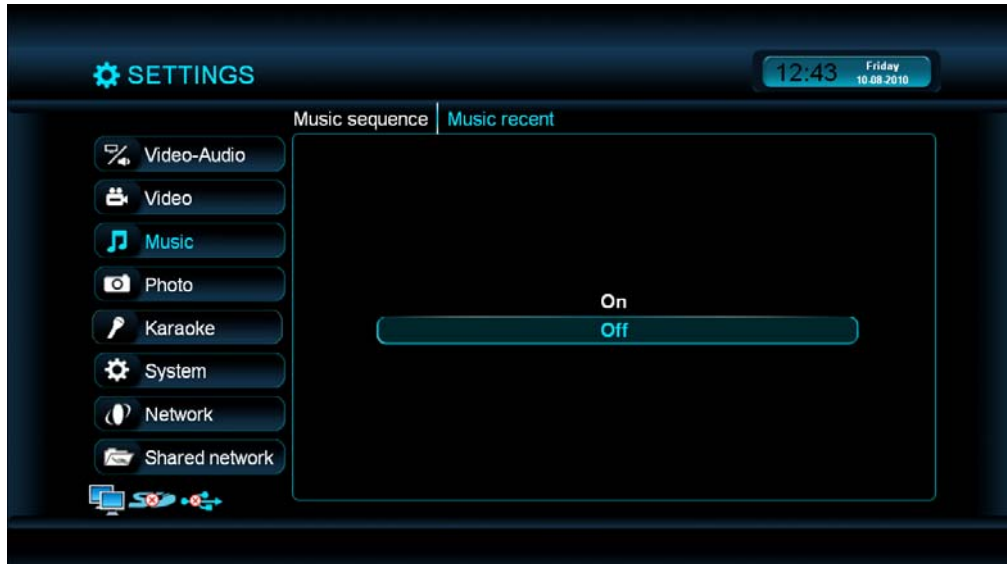 SETTINGS
12:43 Friday
10-08-2010
Music sequence Music recent
Video-Audio
Video
Music
Photo
Karaoke
System
Network
Shared network
On
Off